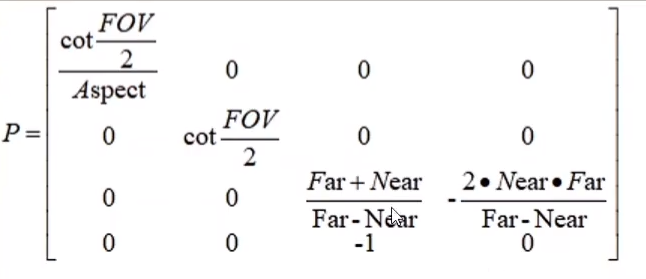 P = [ cot FOV/2 / Aspect 0 0 0
0 cot FOV/2 0 0
0 0 Far + Near / Far - Near - 2 • Near • Far / Far - Near
0 0 -1 0 ]